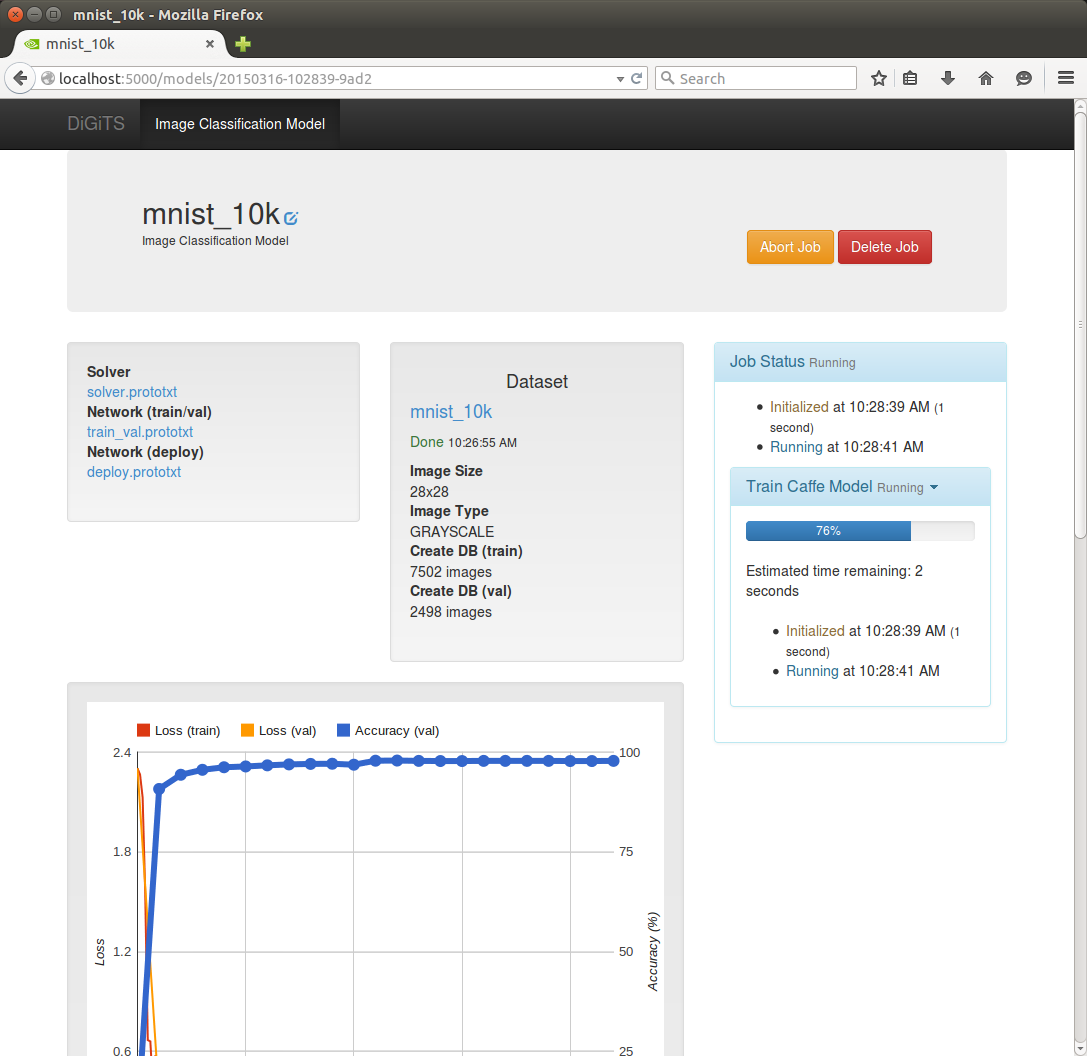 mnist_10k - Mozilla Firefox
mnist_10k
localhost:5000/models/20150316-102839-9ad2
Search
DiGiTS
Image Classification Model
mnist_10k
Image Classification Model
Abort Job
Delete Job
Solver
solver.prototxt
Network (train/val)
train_val.prototxt
Network (deploy)
deploy.prototxt
Dataset
mnist_10k
Done 10:26:55 AM
Image Size
28x28
Image Type
GRAYSCALE
Create DB (train)
7502 images
Create DB (val)
2498 images
Job Status Running
Initialized at 10:28:39 AM (1
second)
Running at 10:28:41 AM
Train Caffe Model Running
76%
Estimated time remaining: 2
seconds
Initialized at 10:28:39 AM (1
second)
Running at 10:28:41 AM
Loss (train)
Loss (val)
Accuracy (val)
2.4
1.8
1.2
0.6
Loss
100
75
50
25
Accuracy (%)